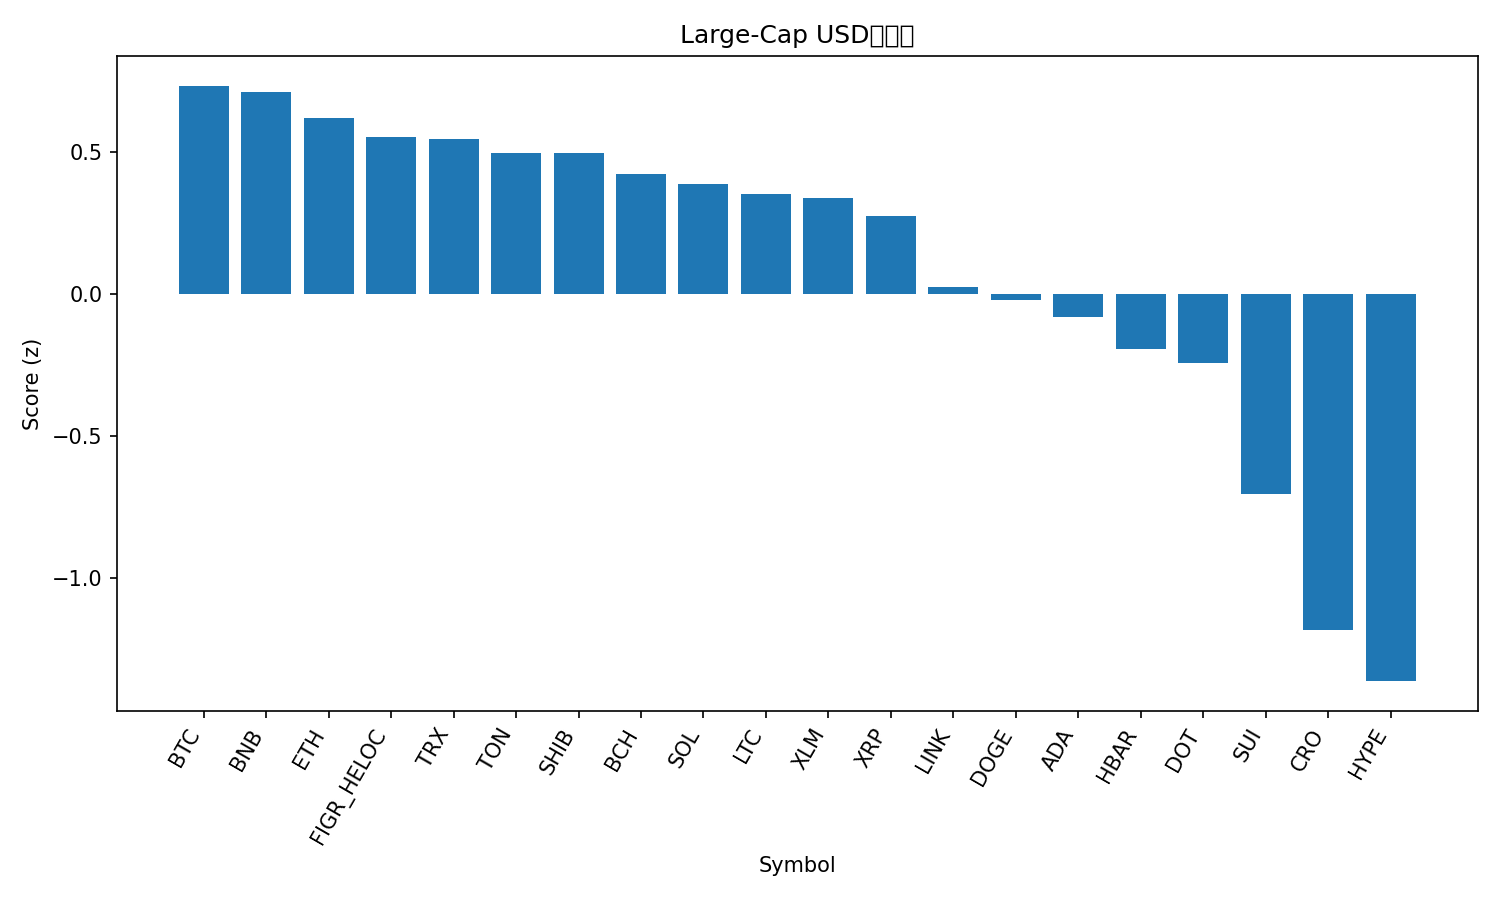 Large-Cap USD
Score (z)
0.5
0.0
−0.5
−1.0
BTC
BNB
ETH
FIGR_HELOC
TRX
TON
SHIB
BCH
SOL
LTC
XLM
XRP
LINK
DOGE
ADA
HBAR
DOT
SUI
CRO
HYPE
Symbol